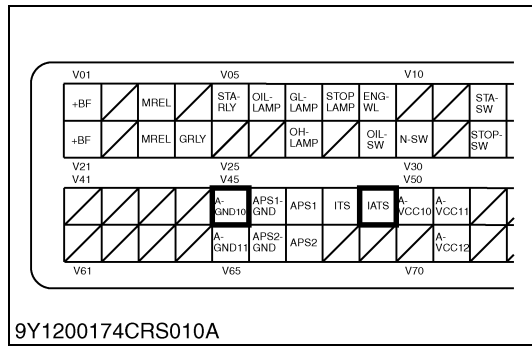 V01 V05 V10
+BF MREL STA-RLY OIL-LAMP GL-LAMP STOP LAMP ENG-WL STA-SW
+BF MREL GRLY OH-LAMP OIL-SW N-SW STOP-SW
V21 V25 V30
V41 V45 V50
A-GND10 APS1-GND APS1 ITS IATS A-VCC10 A-VCC11
A-GND11 APS2-GND APS2 A-VCC12
V61 V65 V70
9Y1200174CRS010A